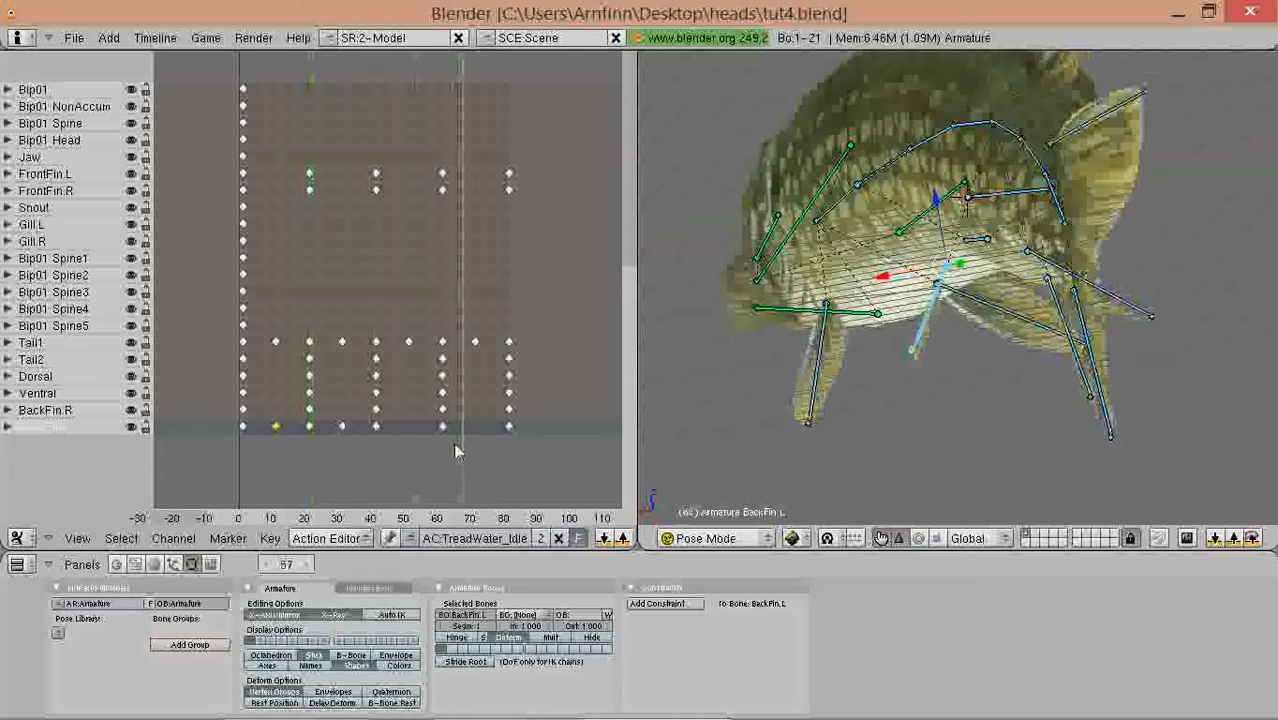 Blender [C:\Users\Arnfinn\Desktop\heads\tut4.blend]
File Add Timeline Game Render Help SR:2-Model SCE:Scene www.blender.org 249.2 Bo:1-21 | Mem:6.46M (1.09M) Armature
Bip01
Bip01 NonAccum
Bip01 Spine
Bip01 Head
Jaw
FrontFin.L
FrontFin.R
Snout
Gill.L
Gill.R
Bip01 Spine1
Bip01 Spine2
Bip01 Spine3
Bip01 Spine4
Bip01 Spine5
Tail1
Tail2
Dorsal
Ventral
BackFin.R
-30 -20 -10 0 10 20 30 40 50 60 70 80 90 100 110
Armature BackFin.L
View Select Channel Marker Key Action Editor AC:TreadWater_Idle 2 F
Pose Mode Global
Panels 67
Armature
Armature Bones
Constraints
AR:Armature F OB:Armature
Pose Library: Bone Groups:
Add Group
Editing Options
X-Axis Mirror X-Ray Auto IK
Display Options
Octahedron Stick B-Bone Envelope
Axes Names Shapes Colors
Deform Options
Vertex Groups Envelopes Quaternion
Rest Position Delay Deform B-Bone Rest
Selected Bones
BO:BackFin.L BG: [None] OB:
Segm: 1 In: 1.000 Out: 1.000
Hinge S Deform Mult Hide
Stride Root (DoF only for IK chains)
Add Constraint To Bone: BackFin.L